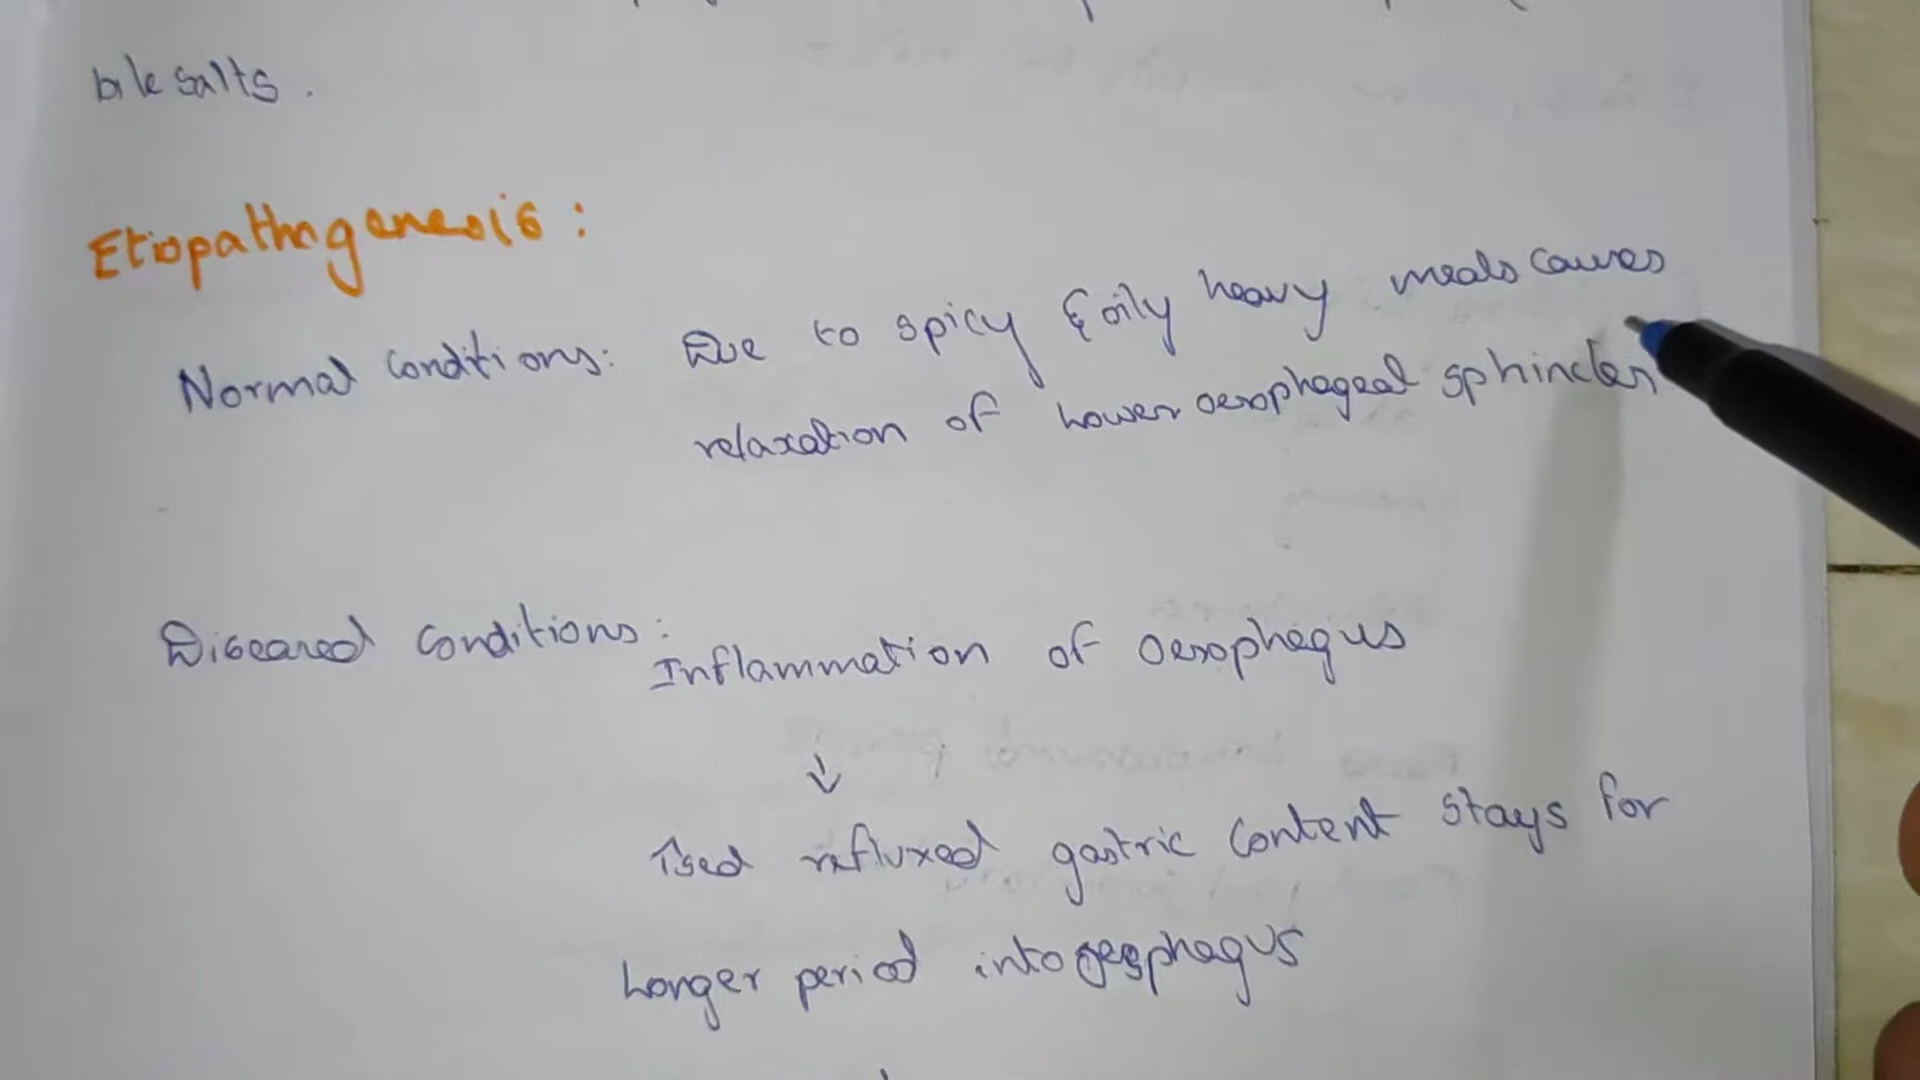 bile salts.
Etiopathogenesis:
Normal Conditions: Due to spicy & oily heavy meals causes
relaxation of Lower oesophageal sphincter
Diseased Conditions:
Inflammation of oesophagus
↓
↑sed refluxed gastric content stays for
Longer period into oesophagus